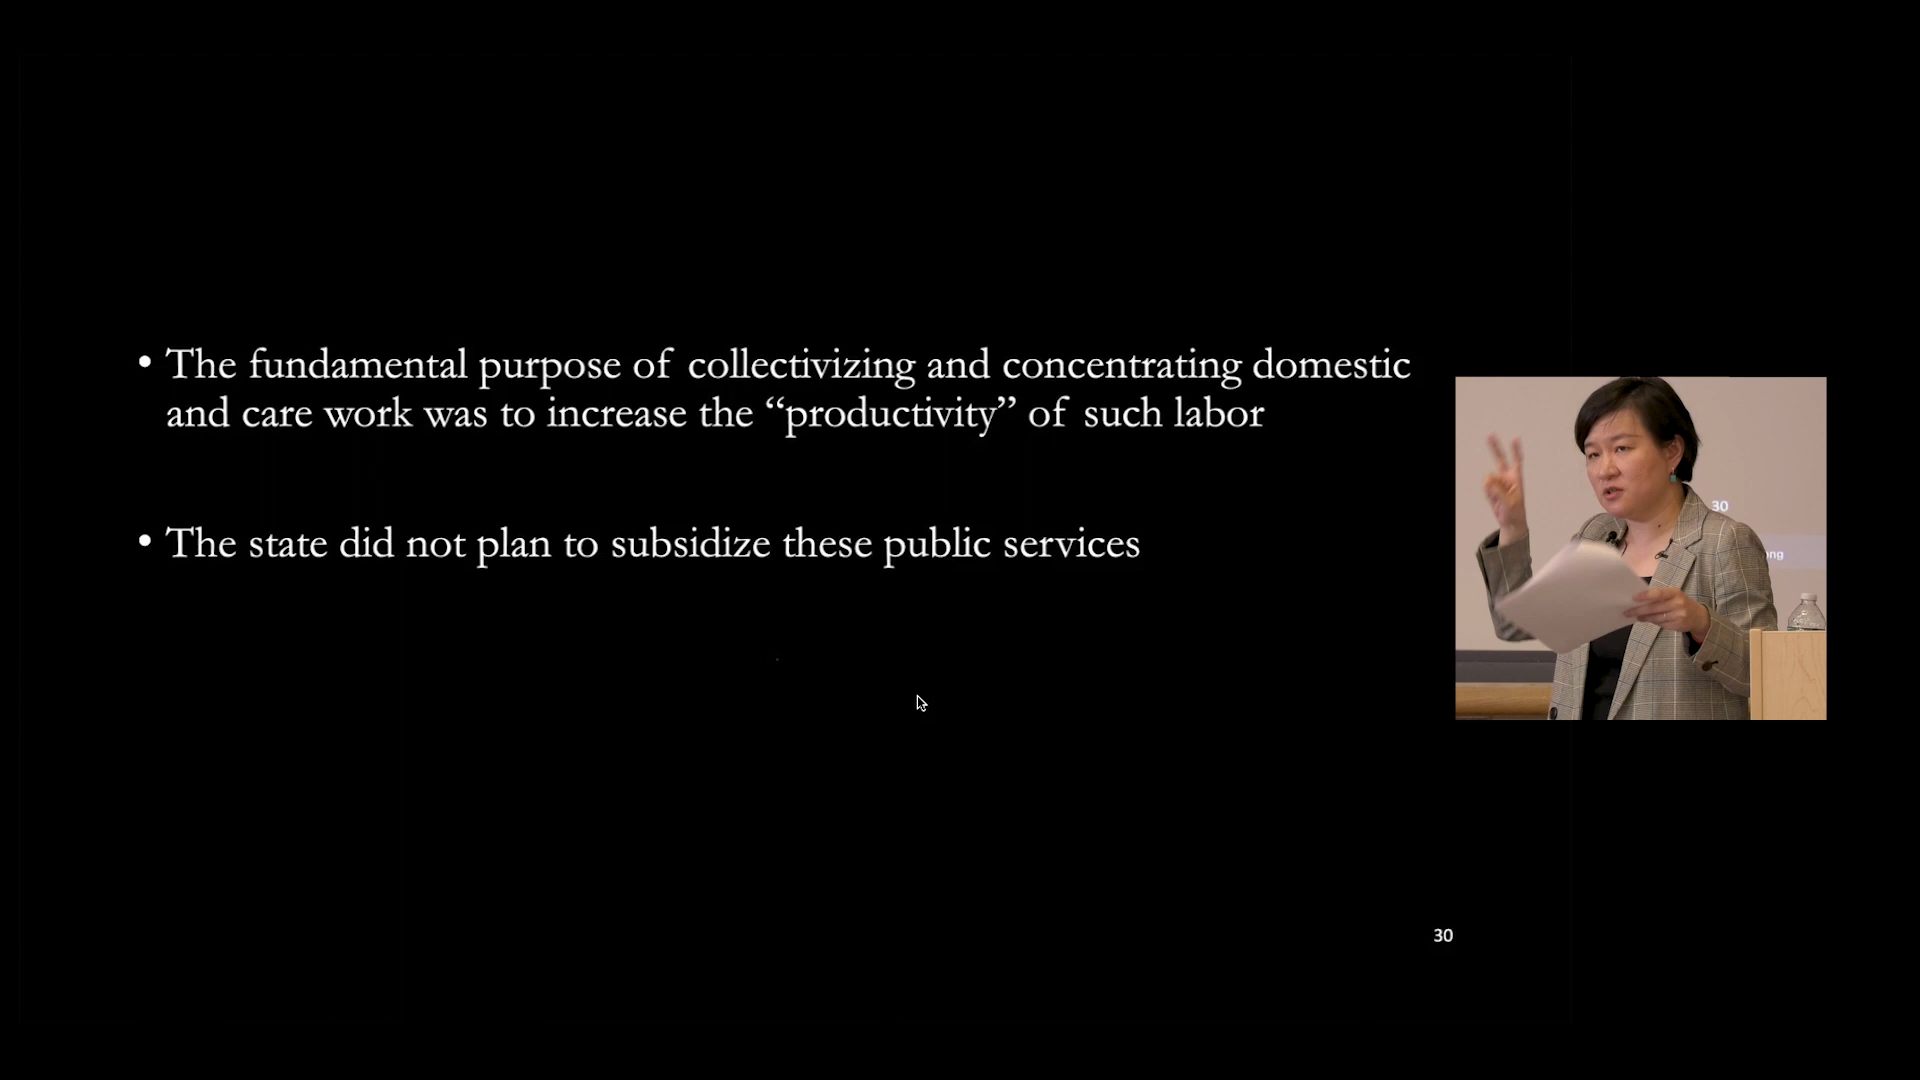 • The fundamental purpose of collectivizing and concentrating domestic
and care work was to increase the “productivity” of such labor
• The state did not plan to subsidize these public services
30
30